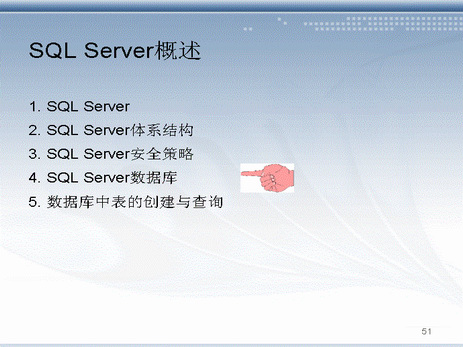 SQL Server概述
1. SQL Server
2. SQL Server体系结构
3. SQL Server安全策略
4. SQL Server数据库
5. 数据库中表的创建与查询
51